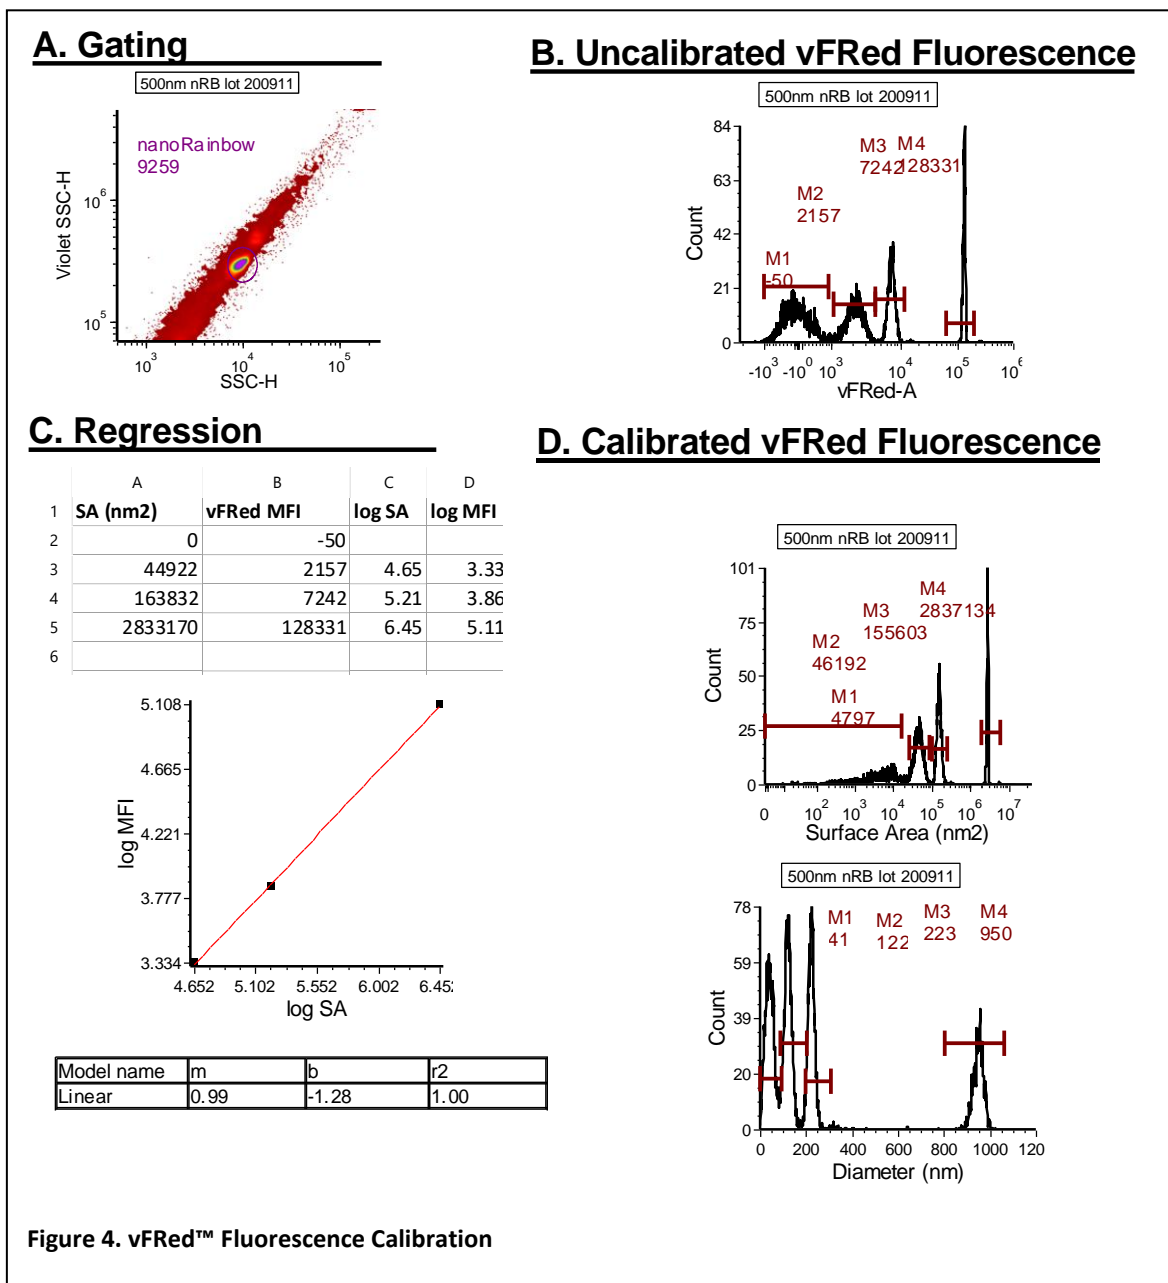 A. Gating
500nm nRB lot 200911
nanoRainbow
9259
Violet SSC-H
10^6
10^5
10^3 10^4 10^5
SSC-H
B. Uncalibrated vFRed Fluorescence
500nm nRB lot 200911
M3 M4
7242 128331
M2
2157
M1
-50
Count
84
63
42
21
0
-10^3 -10^0 10^3 10^4 10^5
vFRed-A
C. Regression
A B C D
1 SA (nm2) vFRed MFI log SA log MFI
2 0 -50
3 44922 2157 4.65 3.33
4 163832 7242 5.21 3.86
5 2833170 128331 6.45 5.11
6
log MFI
5.108
4.665
4.221
3.777
3.334
4.652 5.102 5.552 6.002 6.452
log SA
Model name m b r2
Linear 0.99 -1.28 1.00
D. Calibrated vFRed Fluorescence
500nm nRB lot 200911
M4
2837134
M3
155603
M2
46192
M1
4797
Count
101
75
50
25
0
0 10^2 10^3 10^4 10^5 10^6 10^7
Surface Area (nm2)
500nm nRB lot 200911
M1 M2 M3 M4
41 122 223 950
Count
78
59
39
20
0
0 200 400 600 800 1000 120
Diameter (nm)
Figure 4. vFRed™ Fluorescence Calibration